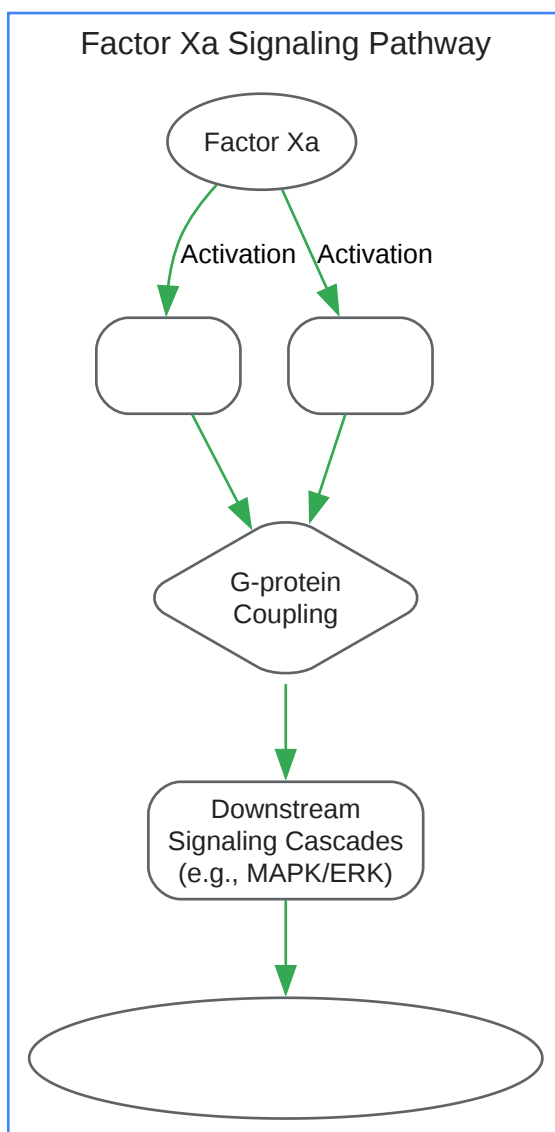 Factor Xa Signaling Pathway
Factor Xa
Activation
Activation
G-protein
Coupling
Downstream
Signaling Cascades
(e.g., MAPK/ERK)